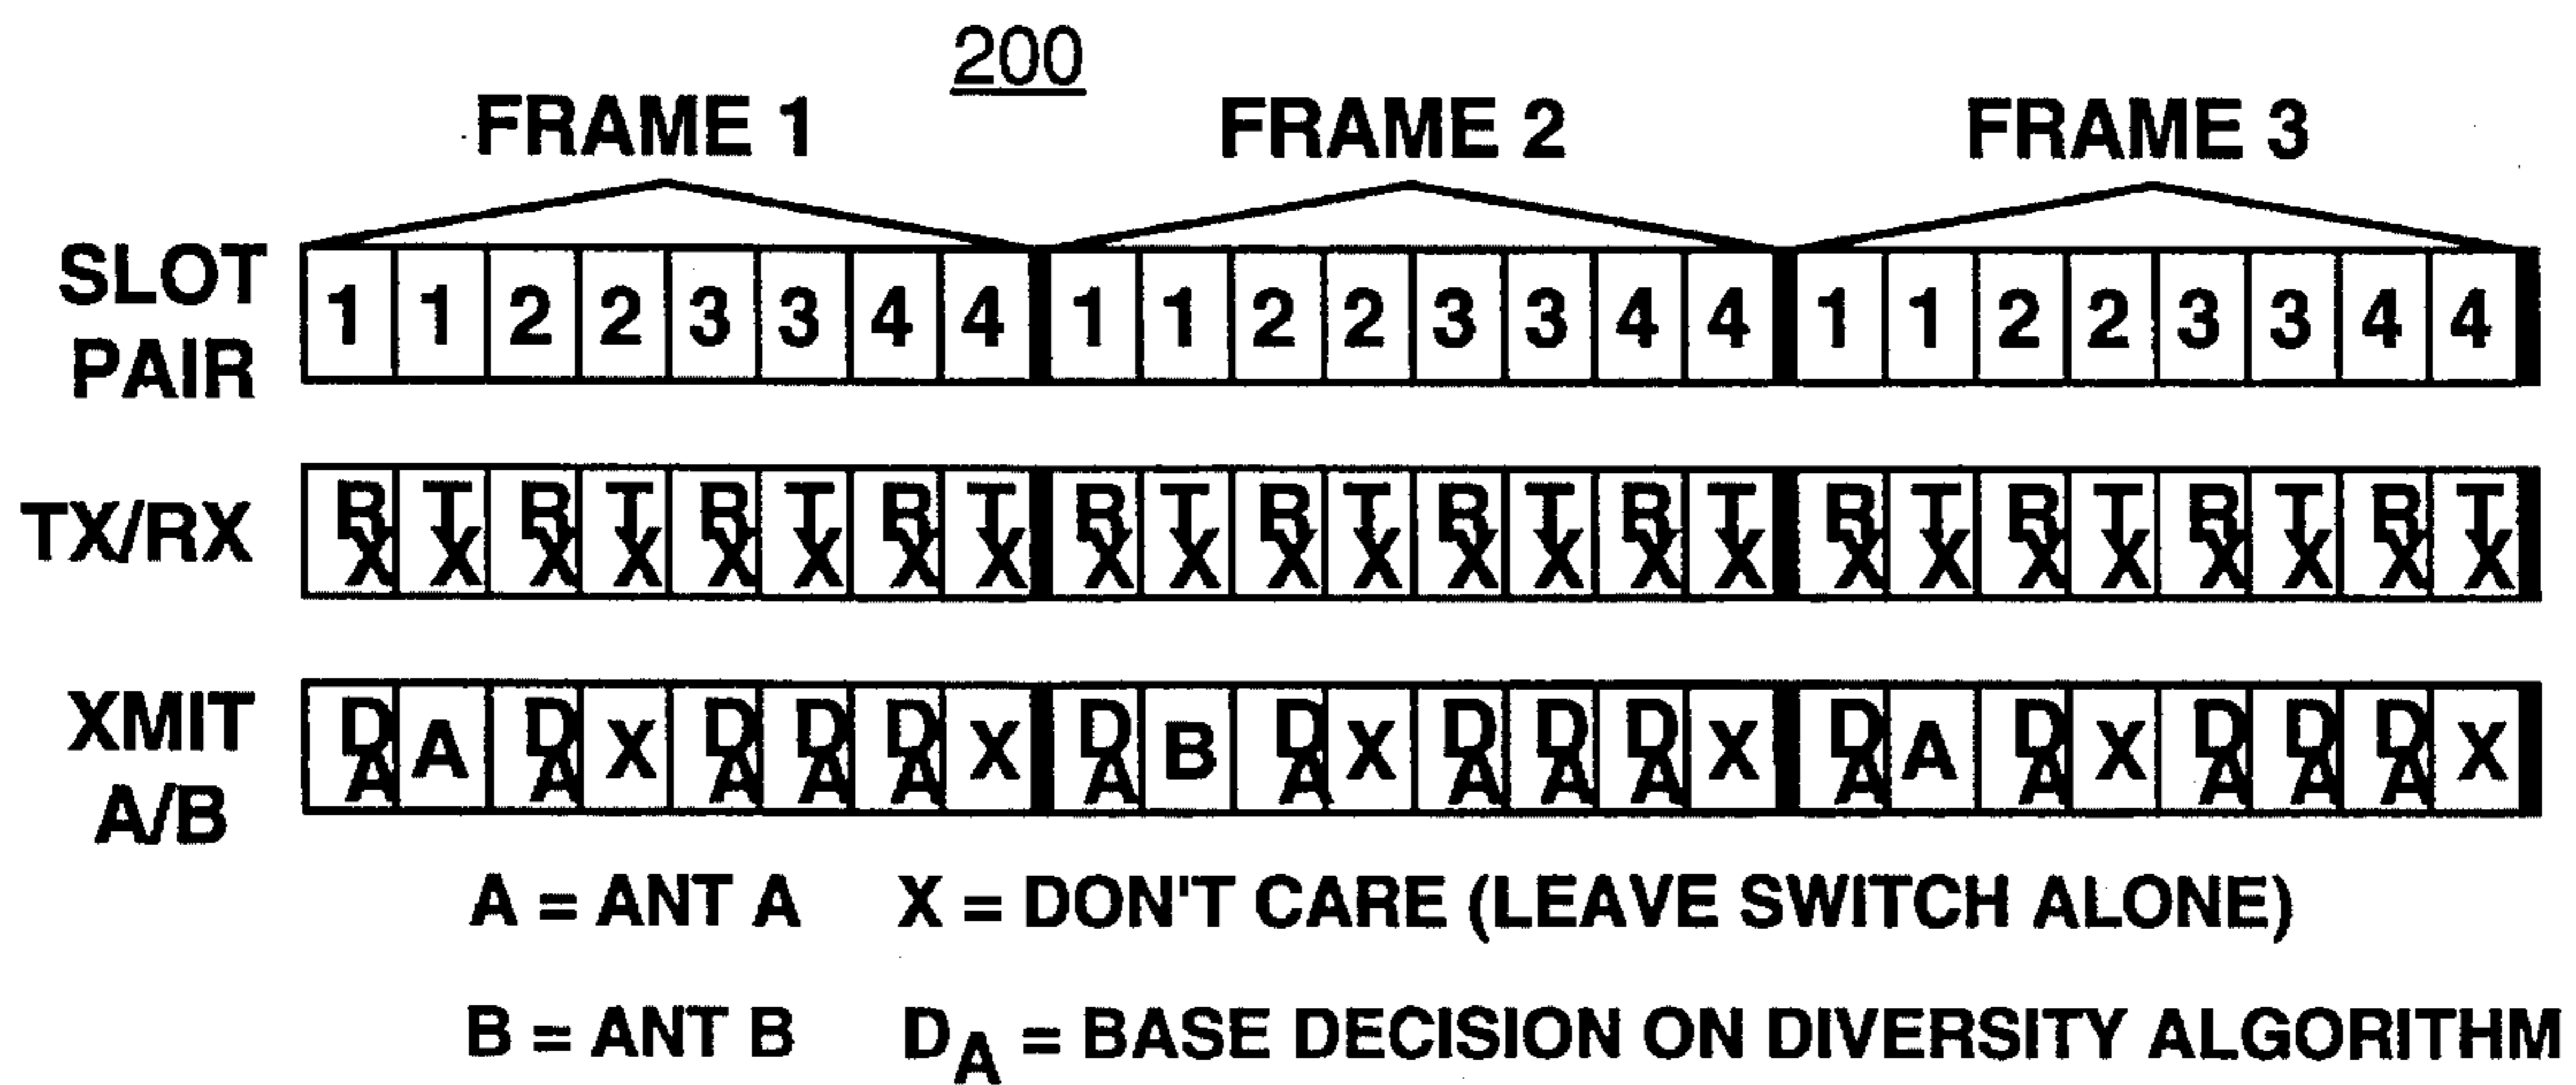 200
FRAME 1 FRAME 2 FRAME 3
SLOT PAIR 1 1 2 2 3 3 4 4 1 1 2 2 3 3 4 4 1 1 2 2 3 3 4 4
TX/RX RX TX RX TX RX TX RX TX RX TX RX TX RX TX RX TX RX TX RX TX RX TX RX TX
XMIT A/B DA A DA X DA DA DA X DA B DA X DA DA DA X DA A DA X DA DA DA X
A = ANT A X = DON'T CARE (LEAVE SWITCH ALONE)
B = ANT B DA = BASE DECISION ON DIVERSITY ALGORITHM